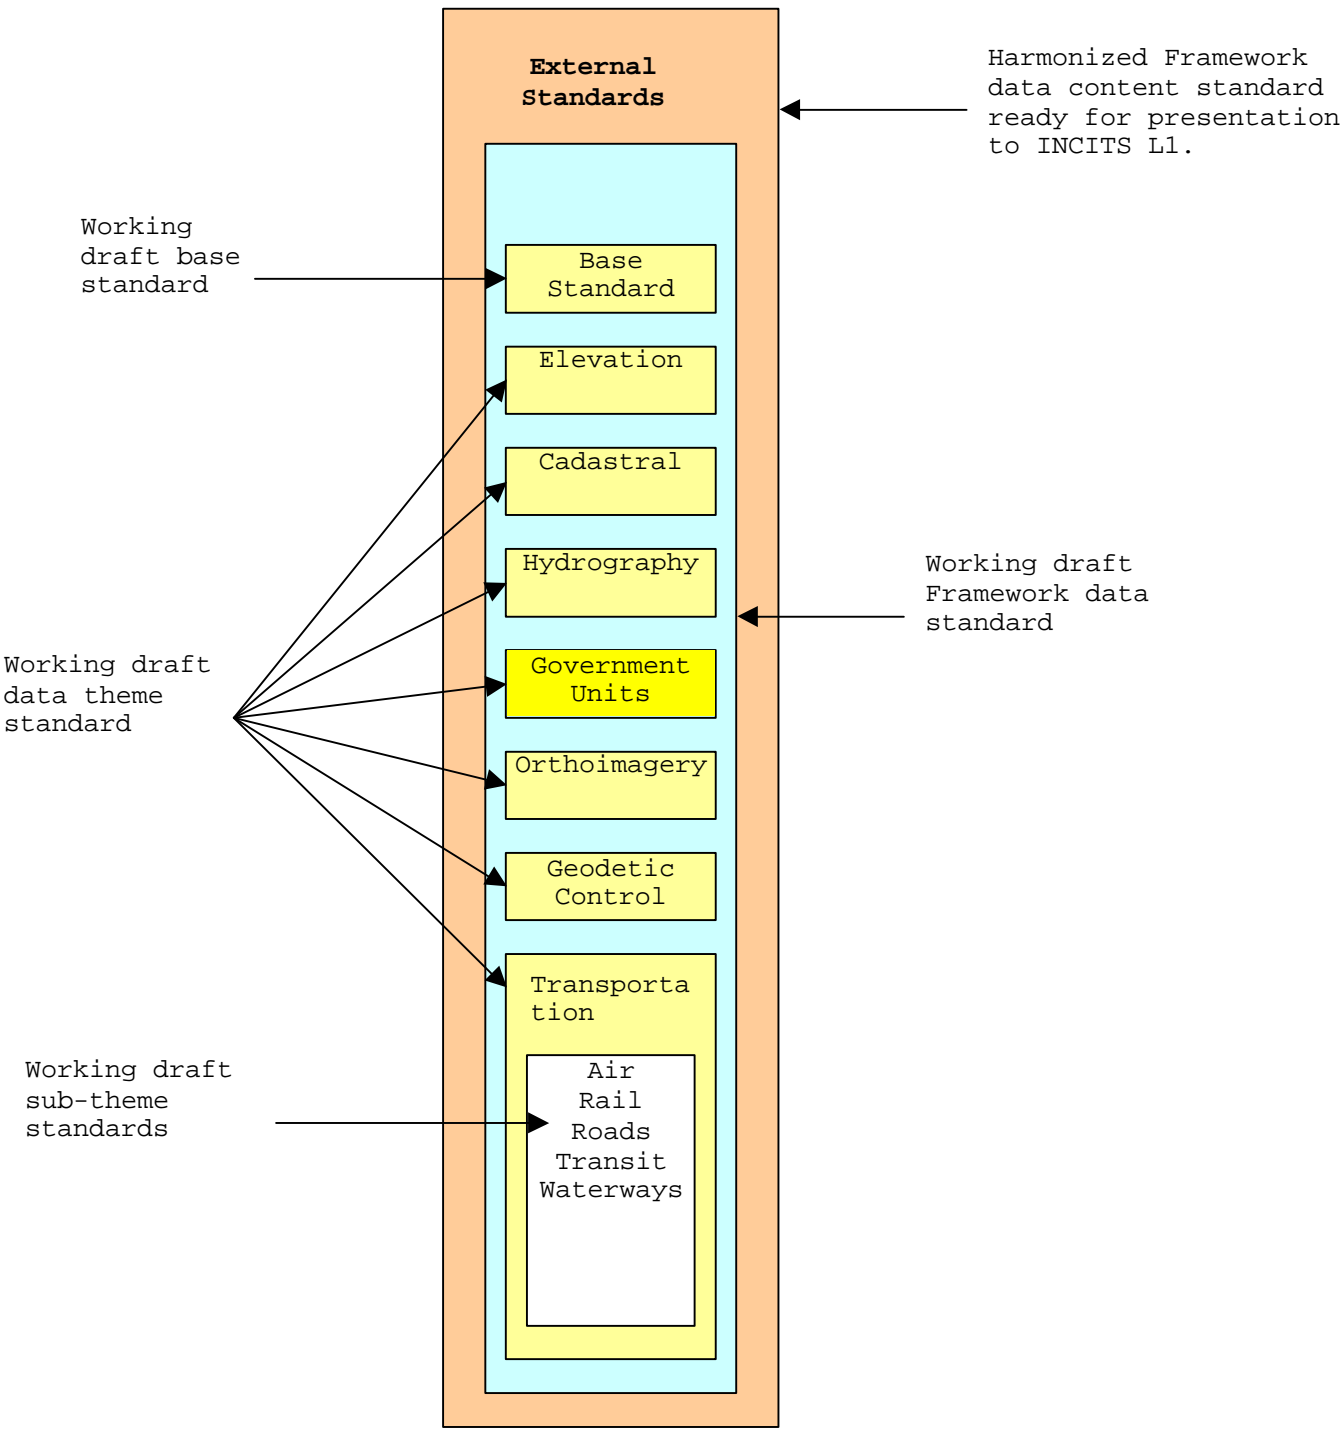 External
Standards
Harmonized Framework
data content standard
ready for presentation
to INCITS L1.
Working
draft base
standard
Base
Standard
Elevation
Cadastral
Hydrography
Working draft
Framework data
standard
Working draft
data theme
standard
Government
Units
Orthoimagery
Geodetic
Control
Transporta
tion
Working draft
sub-theme
standards
Air
Rail
Roads
Transit
Waterways